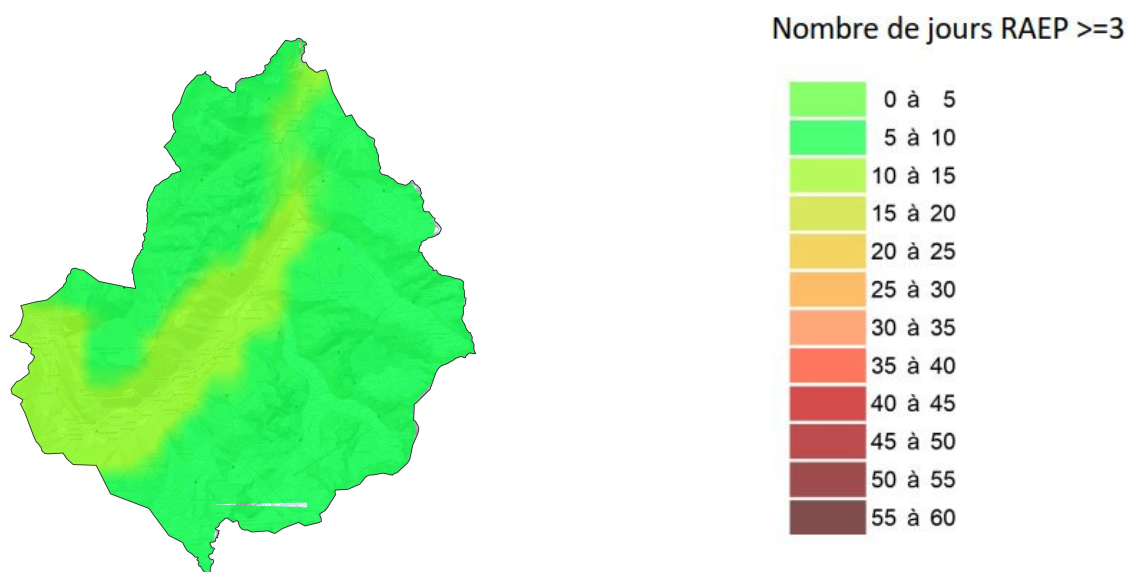 Nombre de jours RAEP >=3
0 à 5
5 à 10
10 à 15
15 à 20
20 à 25
25 à 30
30 à 35
35 à 40
40 à 45
45 à 50
50 à 55
55 à 60